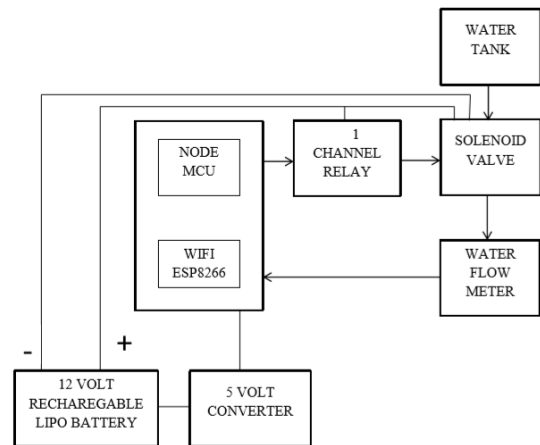 WATER
TANK
1
CHANNEL
RELAY
SOLENOID
VALVE
NODE
MCU
WIFI
ESP8266
WATER
FLOW
METER
-
+
12 VOLT
RECHAREGABLE
LIPO BATTERY
5 VOLT
CONVERTER